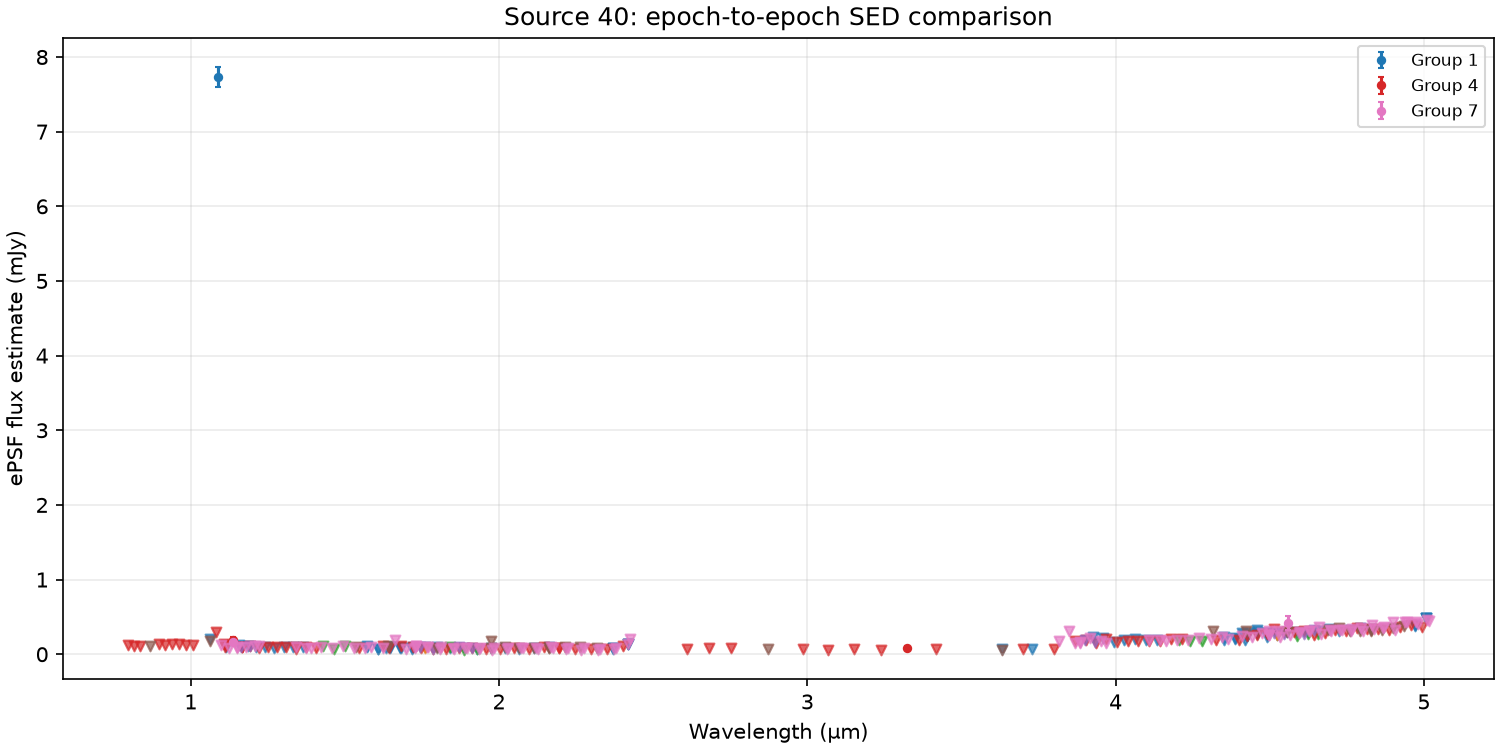 Source 40: epoch-to-epoch SED comparison
ePSF flux estimate (mJy)
8
7
6
5
4
3
2
1
0
Group 1
Group 4
Group 7
1 2 3 4 5
Wavelength (µm)